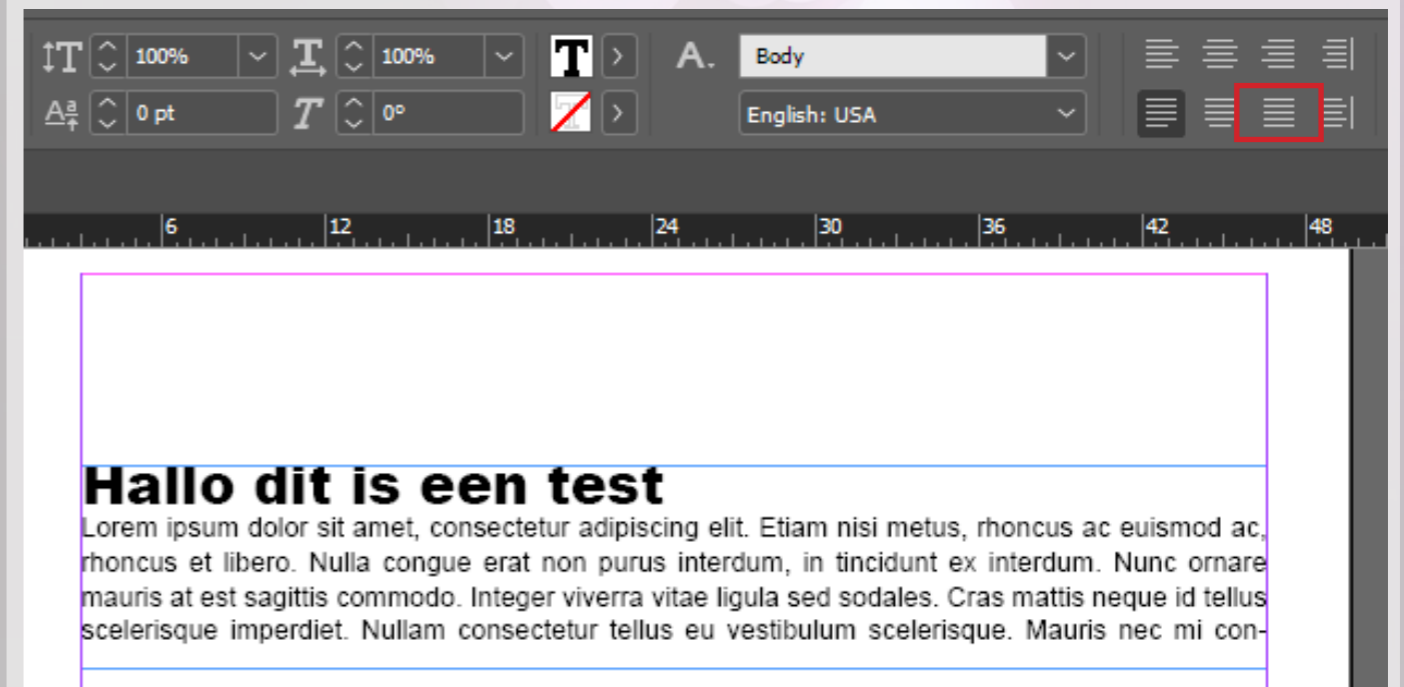 100% 100% T A. Body
0 pt 0° English: USA
6 12 18 24 30 36 42 48
Hallo dit is een test
Lorem ipsum dolor sit amet, consectetur adipiscing elit. Etiam nisi metus, rhoncus ac euismod ac,
rhoncus et libero. Nulla congue erat non purus interdum, in tincidunt ex interdum. Nunc ornare
mauris at est sagittis commodo. Integer viverra vitae ligula sed sodales. Cras mattis neque id tellus
scelerisque imperdiet. Nullam consectetur tellus eu vestibulum scelerisque. Mauris nec mi con-